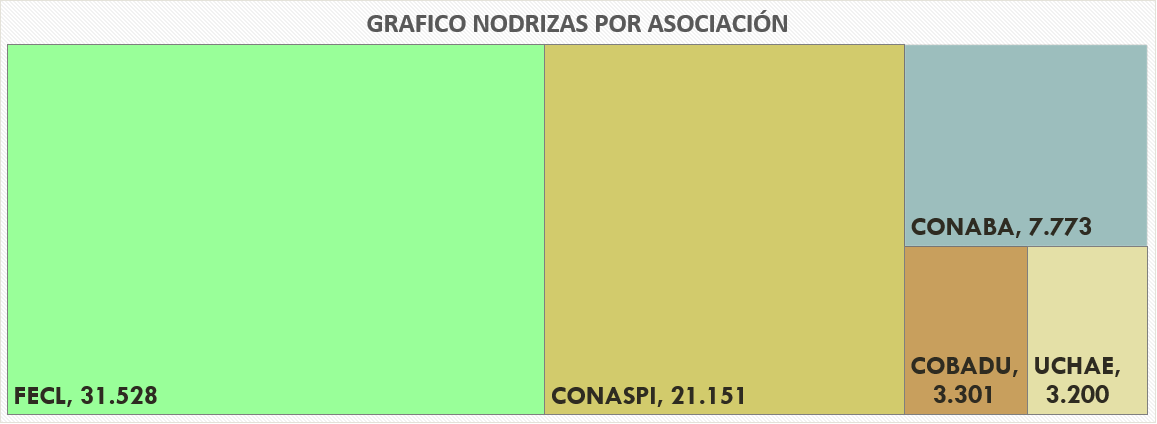 GRAFICO NODRIZAS POR ASOCIACIÓN
CONABA, 7.773
COBADU,
3.301
UCHAE,
3.200
FECL, 31.528
CONASPI, 21.151